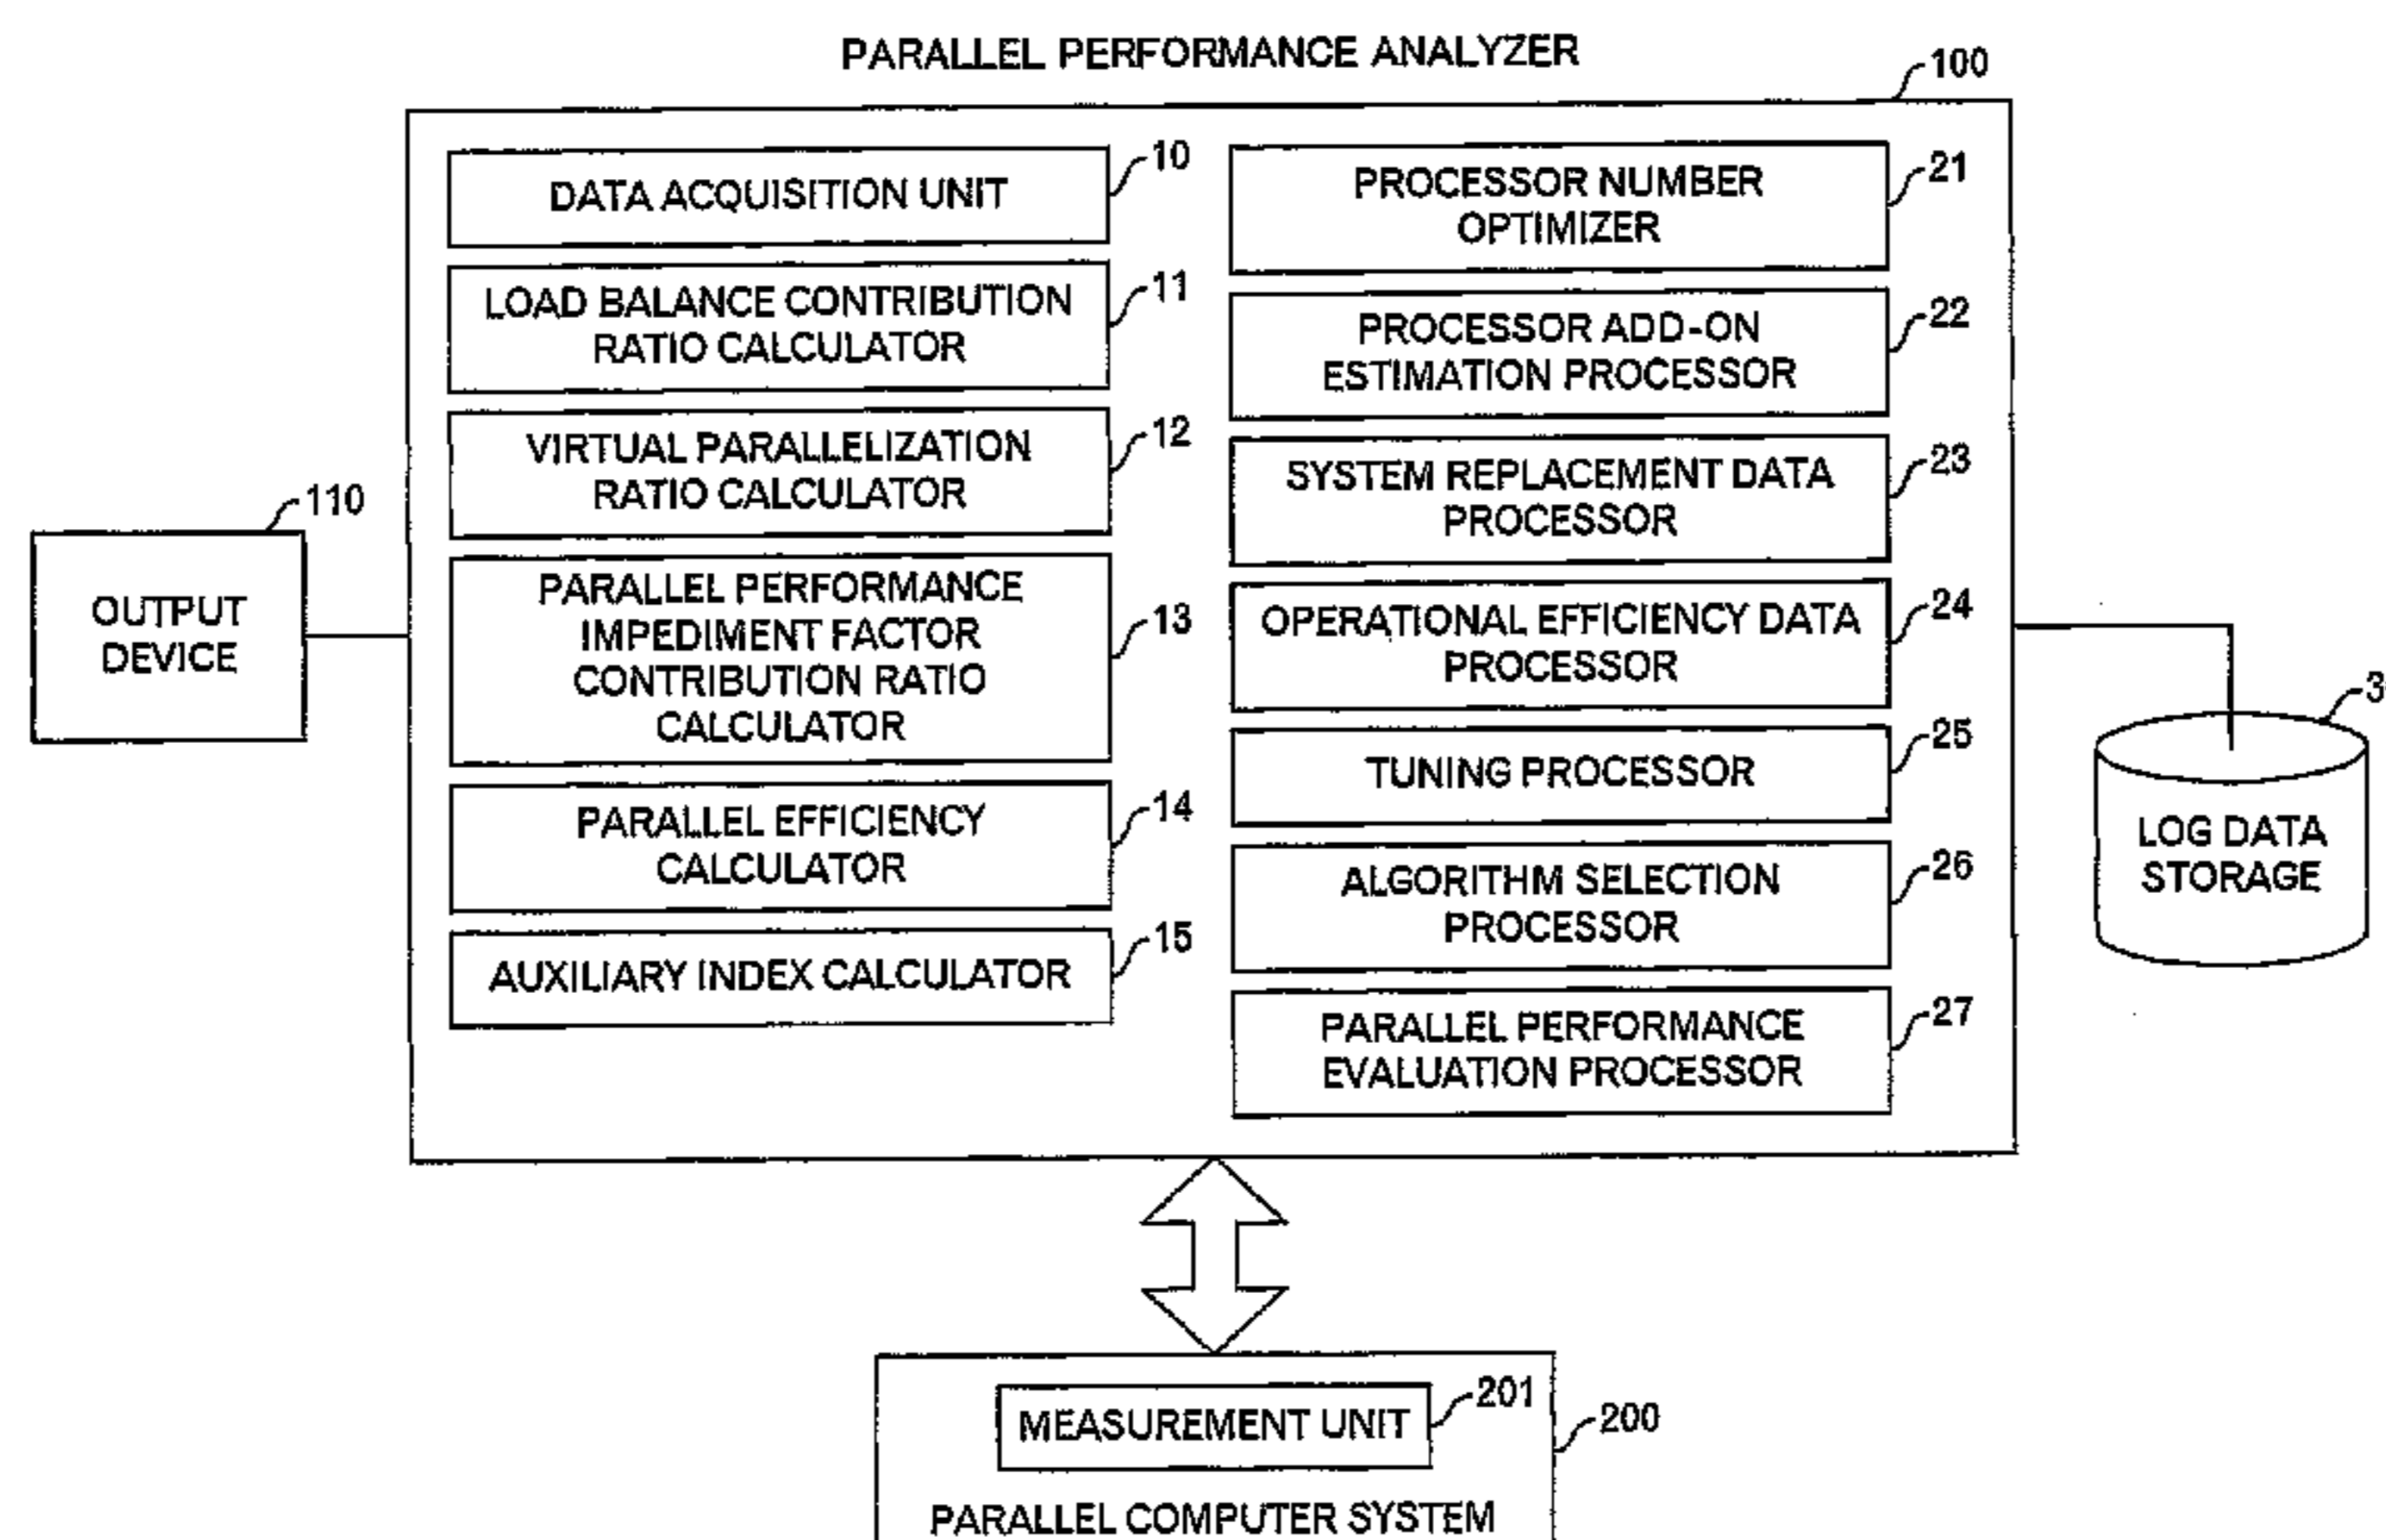 PARALLEL PERFORMANCE ANALYZER
100
DATA ACQUISITION UNIT
10
LOAD BALANCE CONTRIBUTION
RATIO CALCULATOR
11
VIRTUAL PARALLELIZATION
RATIO CALCULATOR
12
PARALLEL PERFORMANCE
IMPEDIMENT FACTOR
CONTRIBUTION RATIO
CALCULATOR
13
PARALLEL EFFICIENCY
CALCULATOR
14
AUXILIARY INDEX CALCULATOR
15
PROCESSOR NUMBER
OPTIMIZER
21
PROCESSOR ADD-ON
ESTIMATION PROCESSOR
22
SYSTEM REPLACEMENT DATA
PROCESSOR
23
OPERATIONAL EFFICIENCY DATA
PROCESSOR
24
TUNING PROCESSOR
25
ALGORITHM SELECTION
PROCESSOR
26
PARALLEL PERFORMANCE
EVALUATION PROCESSOR
27
110
OUTPUT
DEVICE
3
LOG DATA
STORAGE
MEASUREMENT UNIT
201
200
PARALLEL COMPUTER SYSTEM